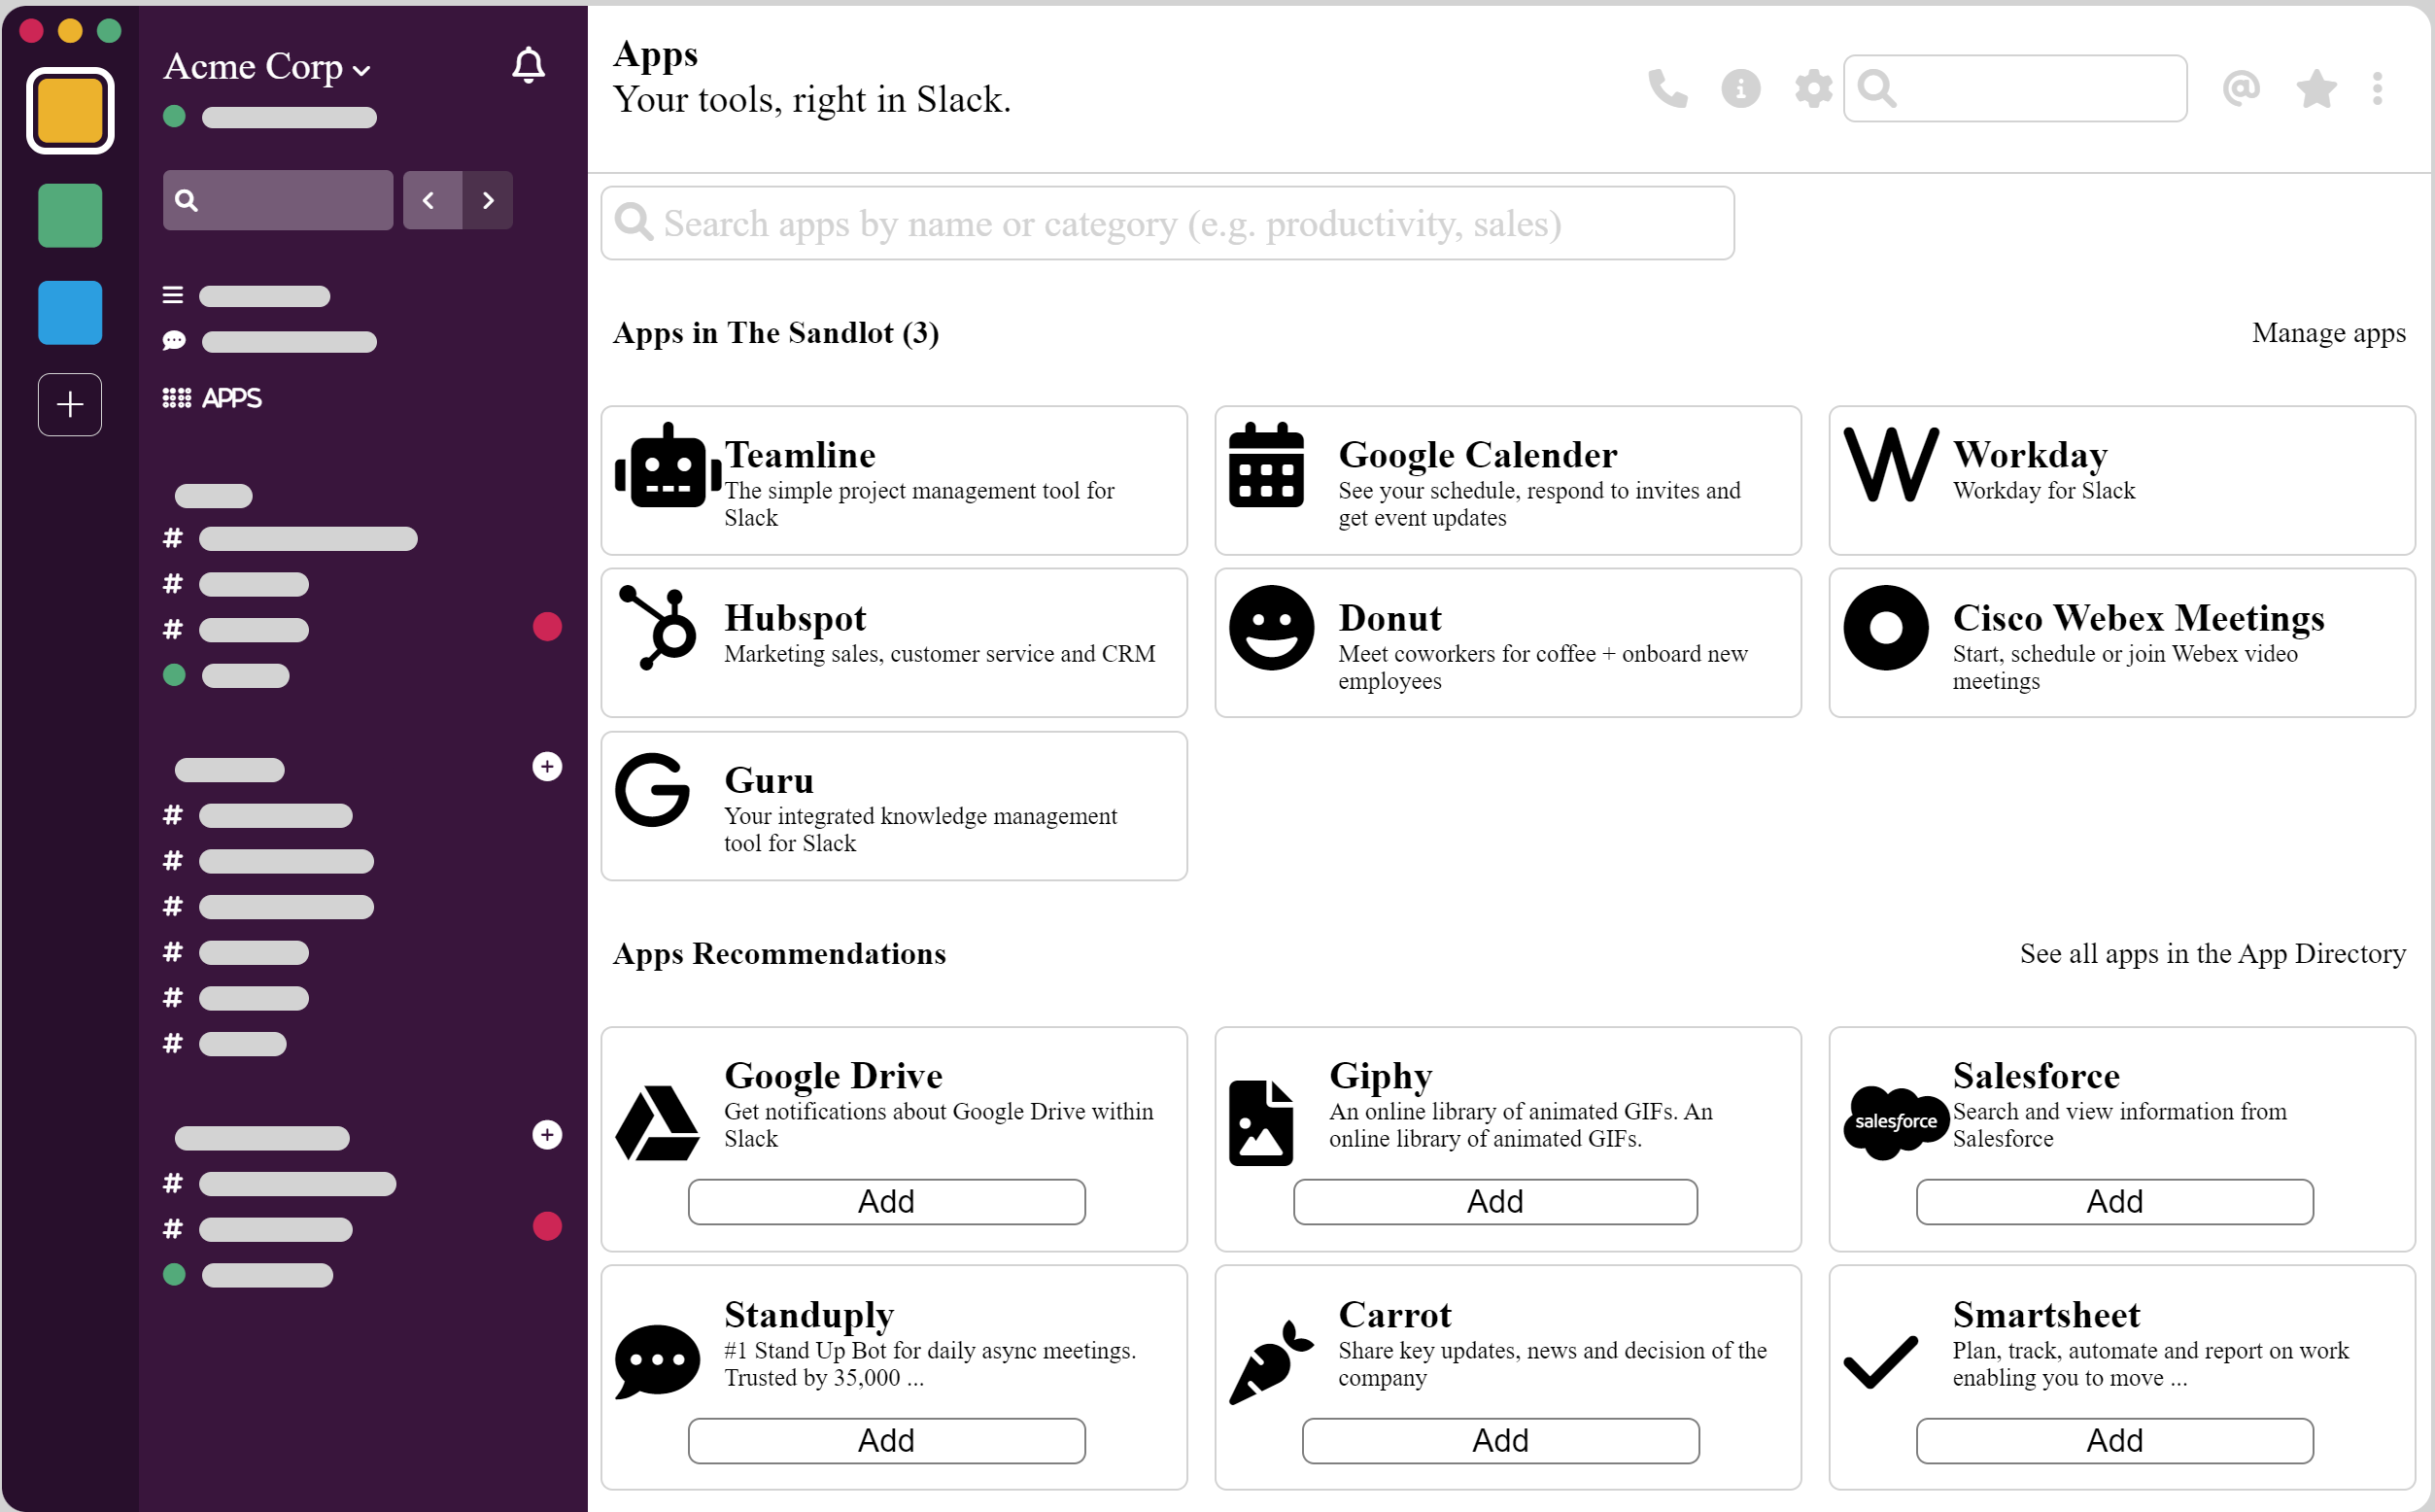 Acme Corp
APPS
Apps
Your tools, right in Slack.
Search apps by name or category (e.g. productivity, sales)
Apps in The Sandlot (3)
Manage apps
Teamline
The simple project management tool for
Slack
Google Calender
See your schedule, respond to invites and
get event updates
Workday
Workday for Slack
Hubspot
Marketing sales, customer service and CRM
Donut
Meet coworkers for coffee + onboard new
employees
Cisco Webex Meetings
Start, schedule or join Webex video
meetings
Guru
Your integrated knowledge management
tool for Slack
Apps Recommendations
See all apps in the App Directory
Google Drive
Get notifications about Google Drive within
Slack
Add
Giphy
An online library of animated GIFs. An
online library of animated GIFs.
Add
salesforce
Salesforce
Search and view information from
Salesforce
Add
Standuply
#1 Stand Up Bot for daily async meetings.
Trusted by 35,000 ...
Add
Carrot
Share key updates, news and decision of the
company
Add
Smartsheet
Plan, track, automate and report on work
enabling you to move ...
Add